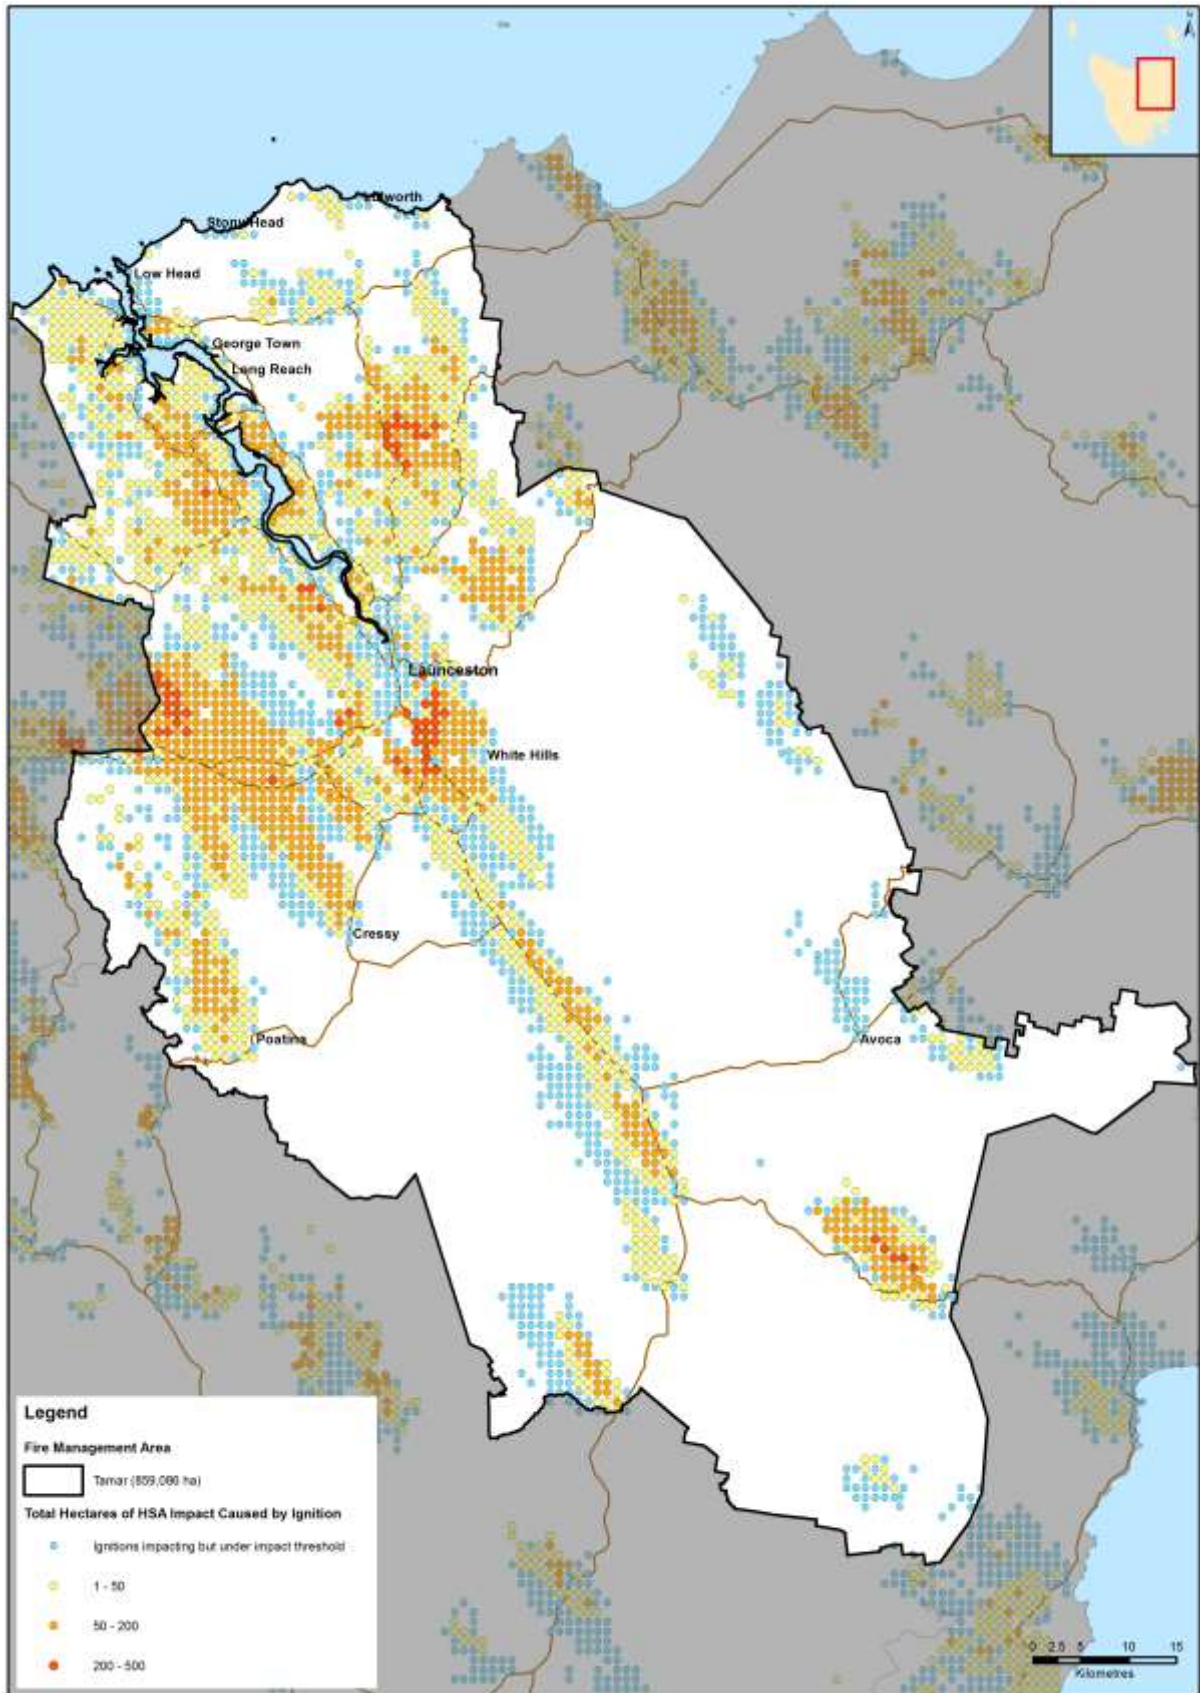 N
Lulworth
Stony Head
Low Head
George Town
Long Reach
Launceston
White Hills
Cressy
Poatina
Avoca
Legend
Fire Management Area
Tamar (859,086 ha)
Total Hectares of HSA Impact Caused by Ignition
Ignitions impacting but under impact threshold
1 - 50
50 - 200
200 - 500
0 2.5 5 10 15
Kilometres